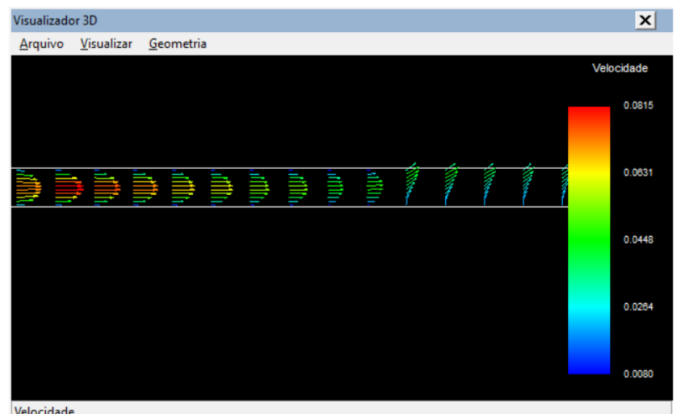 Visualizador 3D
Arquivo Visualizar Geometria
Velocidade
0.0815
0.0631
0.0448
0.0264
0.0080
Velocidade